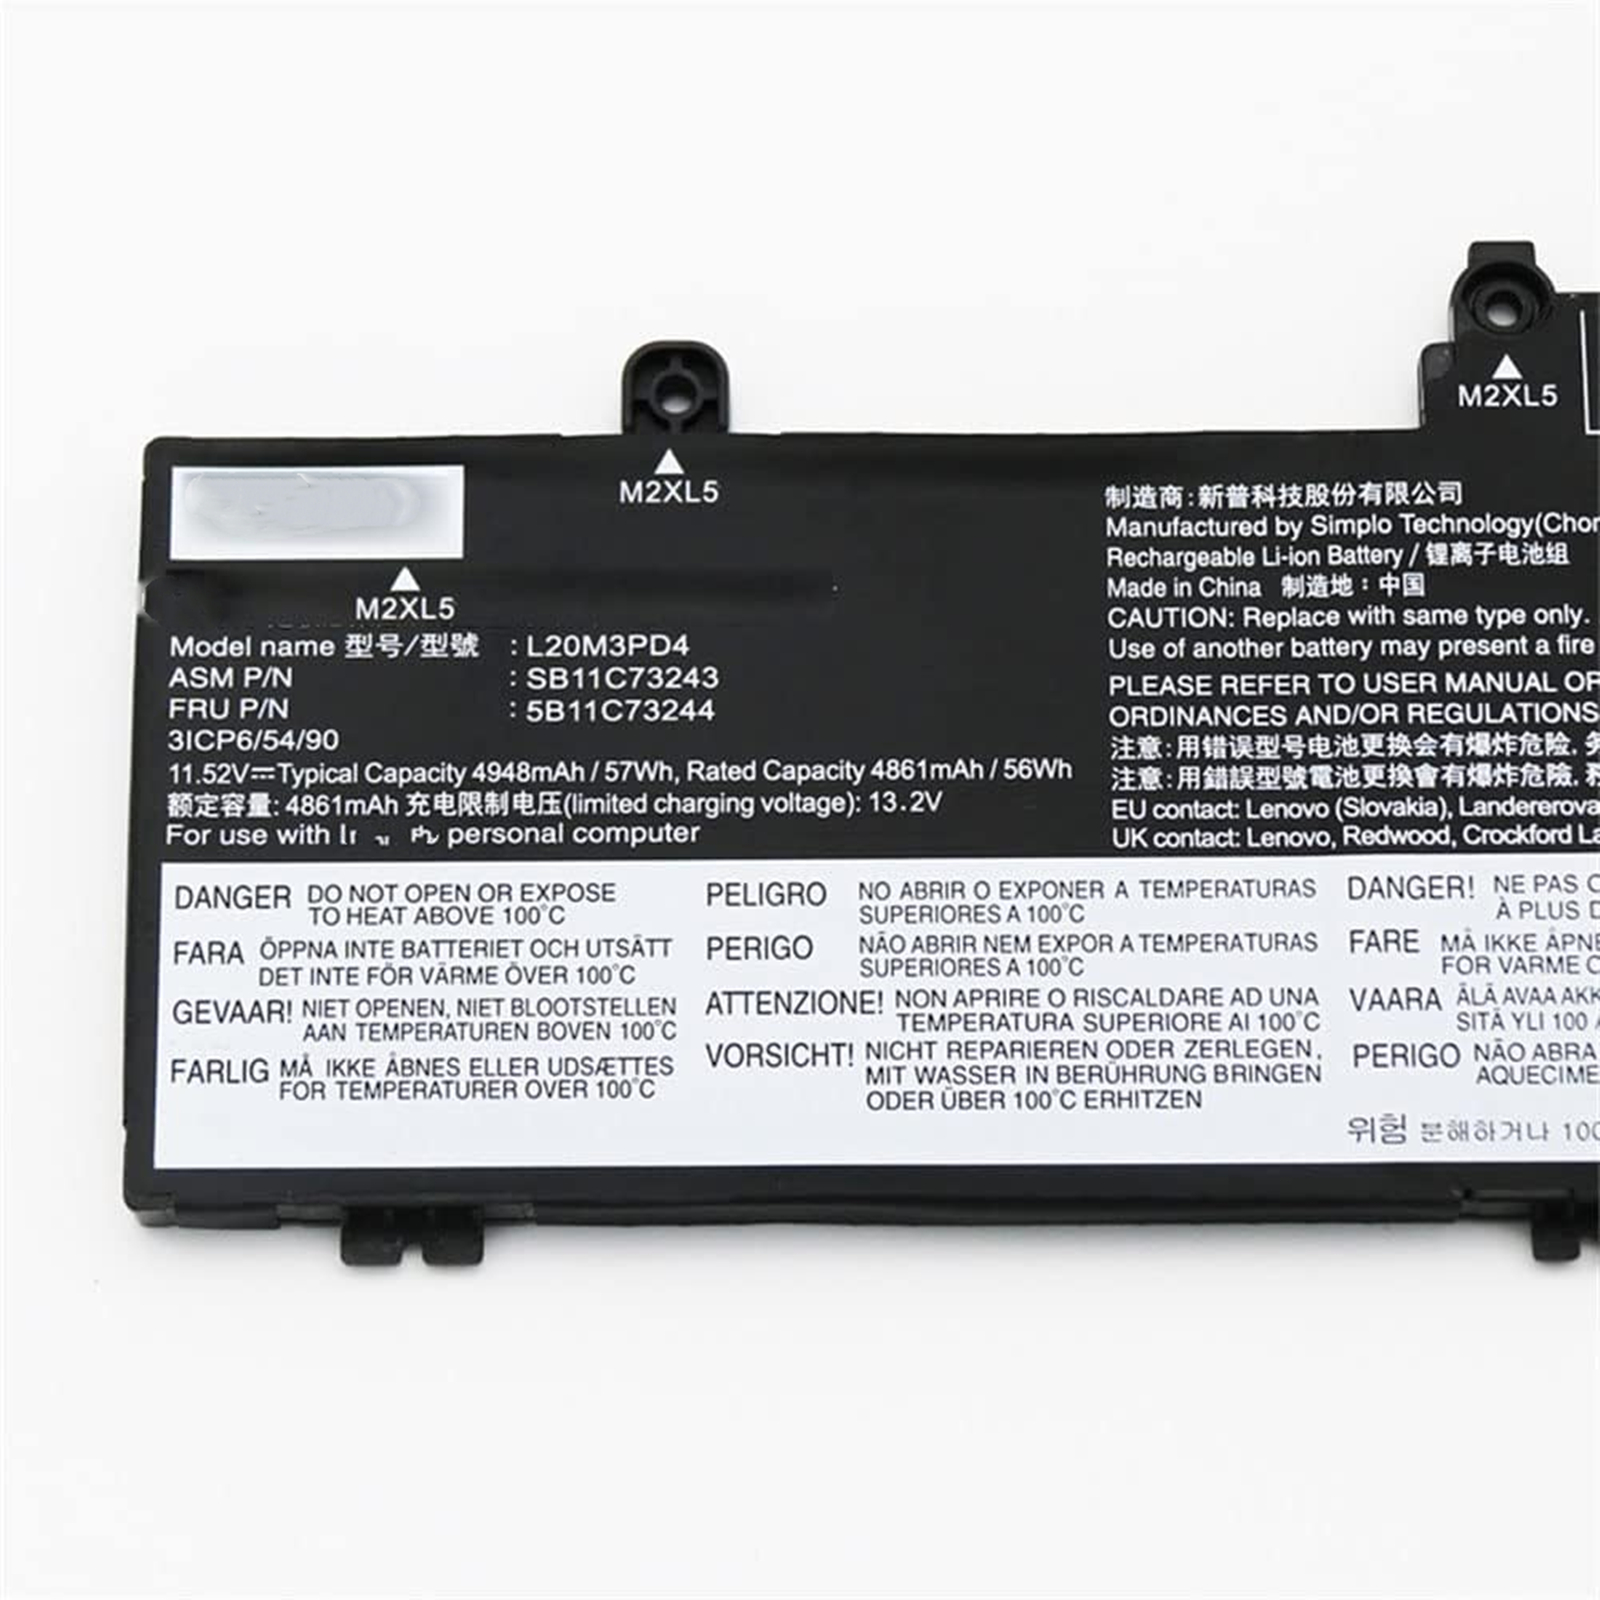 M2XL5
M2XL5
M2XL5
Model name 型号/型號 : L20M3PD4
ASM P/N : SB11C73243
FRU P/N : 5B11C73244
3ICP6/54/90
11.52V⎓Typical Capacity 4948mAh / 57Wh, Rated Capacity 4861mAh / 56Wh
额定容量: 4861mAh 充电限制电压(limited charging voltage): 13.2V
For use with personal computer
制造商:新普科技股份有限公司
Manufactured by Simplo Technology(Chon
Rechargeable Li-ion Battery / 锂离子电池组
Made in China 制造地：中国
CAUTION: Replace with same type only.
Use of another battery may present a fire
PLEASE REFER TO USER MANUAL OR
ORDINANCES AND/OR REGULATIONS
注意:用错误型号电池更换会有爆炸危险.务
注意:用錯誤型號電池更換會有爆炸危險.
EU contact: Lenovo (Slovakia), Landererova
UK contact: Lenovo, Redwood, Crockford La
DANGER DO NOT OPEN OR EXPOSE
TO HEAT ABOVE 100°C
FARA ÖPPNA INTE BATTERIET OCH UTSÄTT
DET INTE FÖR VÄRME ÖVER 100°C
GEVAAR! NIET OPENEN, NIET BLOOTSTELLEN
AAN TEMPERATUREN BOVEN 100°C
FARLIG MÅ IKKE ÅBNES ELLER UDSÆTTES
FOR TEMPERATURER OVER 100°C
PELIGRO NO ABRIR O EXPONER A TEMPERATURAS
SUPERIORES A 100°C
PERIGO NÃO ABRIR NEM EXPOR A TEMPERATURAS
SUPERIORES A 100°C
ATTENZIONE! NON APRIRE O RISCALDARE AD UNA
TEMPERATURA SUPERIORE AI 100°C
VORSICHT! NICHT REPARIEREN ODER ZERLEGEN,
MIT WASSER IN BERÜHRUNG BRINGEN
ODER ÜBER 100°C ERHITZEN
DANGER! NE PAS O
À PLUS D
FARE MÅ IKKE ÅPNE
FOR VARME O
VAARA ÄLÄ AVAA AKK
SITÄ YLI 100
PERIGO NÃO ABRA
AQUECIME
위험 분해하거나 100